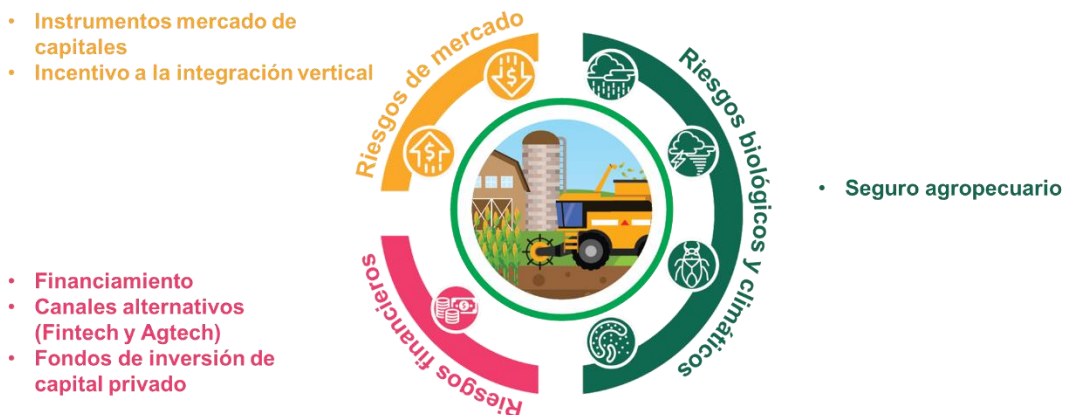 • Instrumentos mercado de
capitales
• Incentivo a la integración vertical
Riesgos de mercado
$
$
Riesgos biológicos y climáticos
• Seguro agropecuario
• Financiamiento
• Canales alternativos
(Fintech y Agtech)
• Fondos de inversión de
capital privado
Riesgos financieros
$